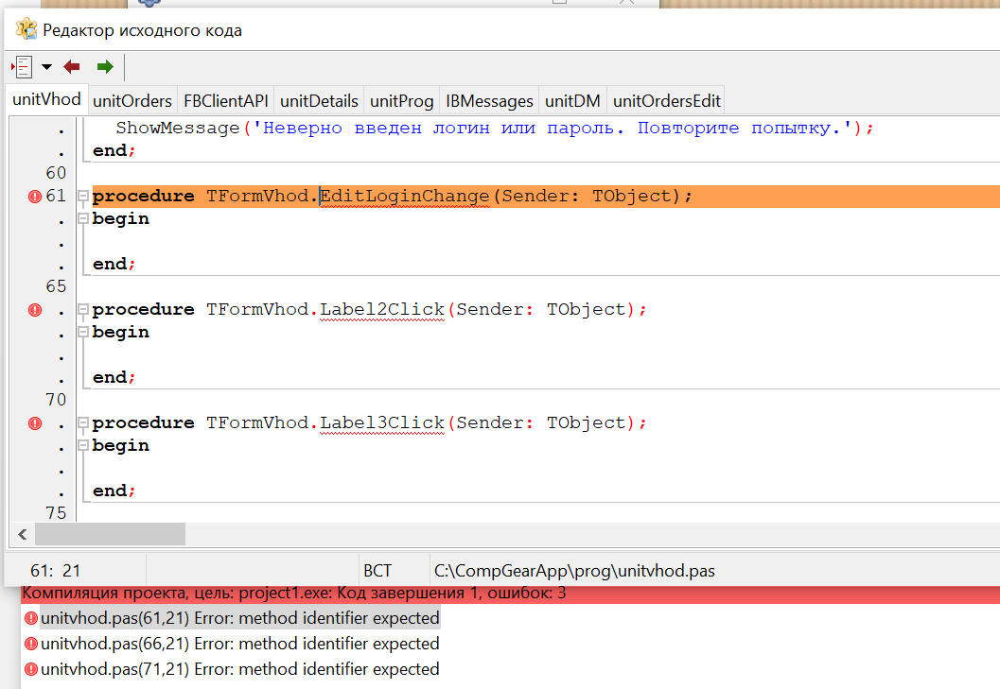 Редактор исходного кода
unitVhod unitOrders FBClientAPI unitDetails unitProg IBMessages unitDM unitOrdersEdit
. ShowMessage('Неверно введен логин или пароль. Повторите попытку.');
. end;
60
61 procedure TFormVhod.EditLoginChange(Sender: TObject);
. begin
.
. end;
65
. procedure TFormVhod.Label2Click(Sender: TObject);
. begin
.
. end;
70
. procedure TFormVhod.Label3Click(Sender: TObject);
. begin
.
. end;
75
61: 21 ВСТ C:\CompGearApp\prog\unitvhod.pas
Компиляция проекта, цель: project1.exe: Код завершения 1, ошибок: 3
unitvhod.pas(61,21) Error: method identifier expected
unitvhod.pas(66,21) Error: method identifier expected
unitvhod.pas(71,21) Error: method identifier expected